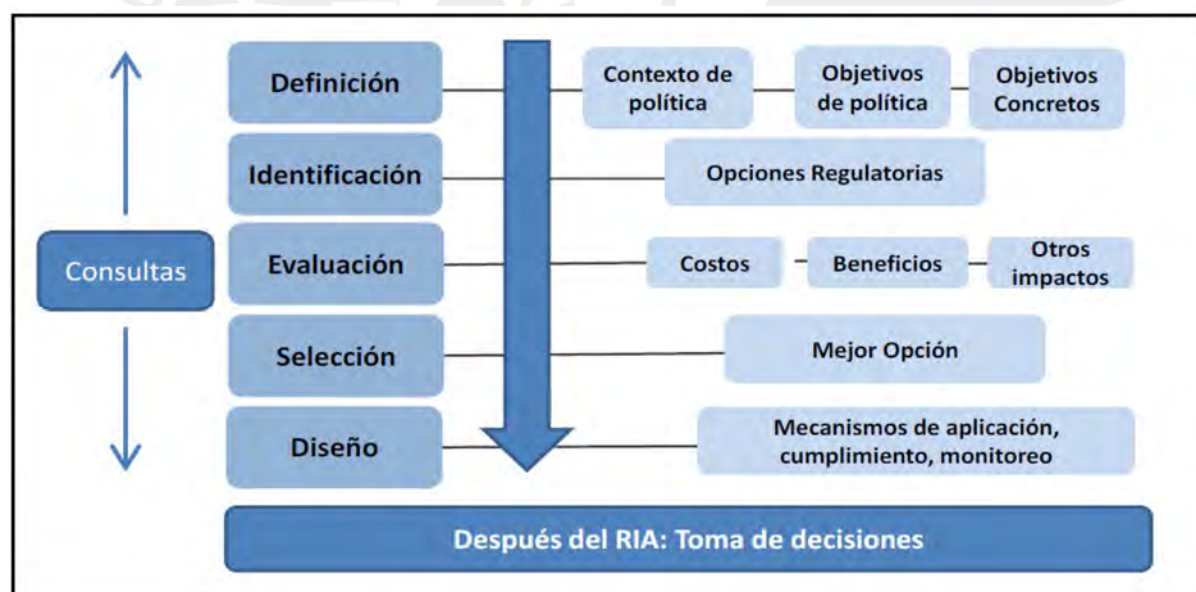 Consultas
Definición
Contexto de
política
Objetivos
de política
Objetivos
Concretos
Identificación
Opciones Regulatorias
Evaluación
Costos
Beneficios
Otros
impactos
Selección
Mejor Opción
Diseño
Mecanismos de aplicación,
cumplimiento, monitoreo
Después del RIA: Toma de decisiones